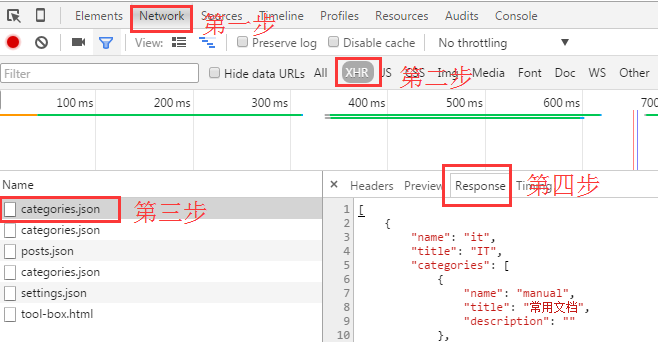 Elements Network Sources Timeline Profiles Resources Audits Console
第一步
View: Preserve log Disable cache No throttling
Filter Hide data URLs All XHR JS CSS Img Media Font Doc WS Other
第二步
100 ms 200 ms 300 ms 400 ms 500 ms 600 ms 700
Name
categories.json
第三步
categories.json
posts.json
categories.json
settings.json
tool-box.html
× Headers Preview Response Timing
第四步
1 [
2 {
3 "name": "it",
4 "title": "IT",
5 "categories": [
6 {
7 "name": "manual",
8 "title": "常用文档",
9 "description": ""
10 },